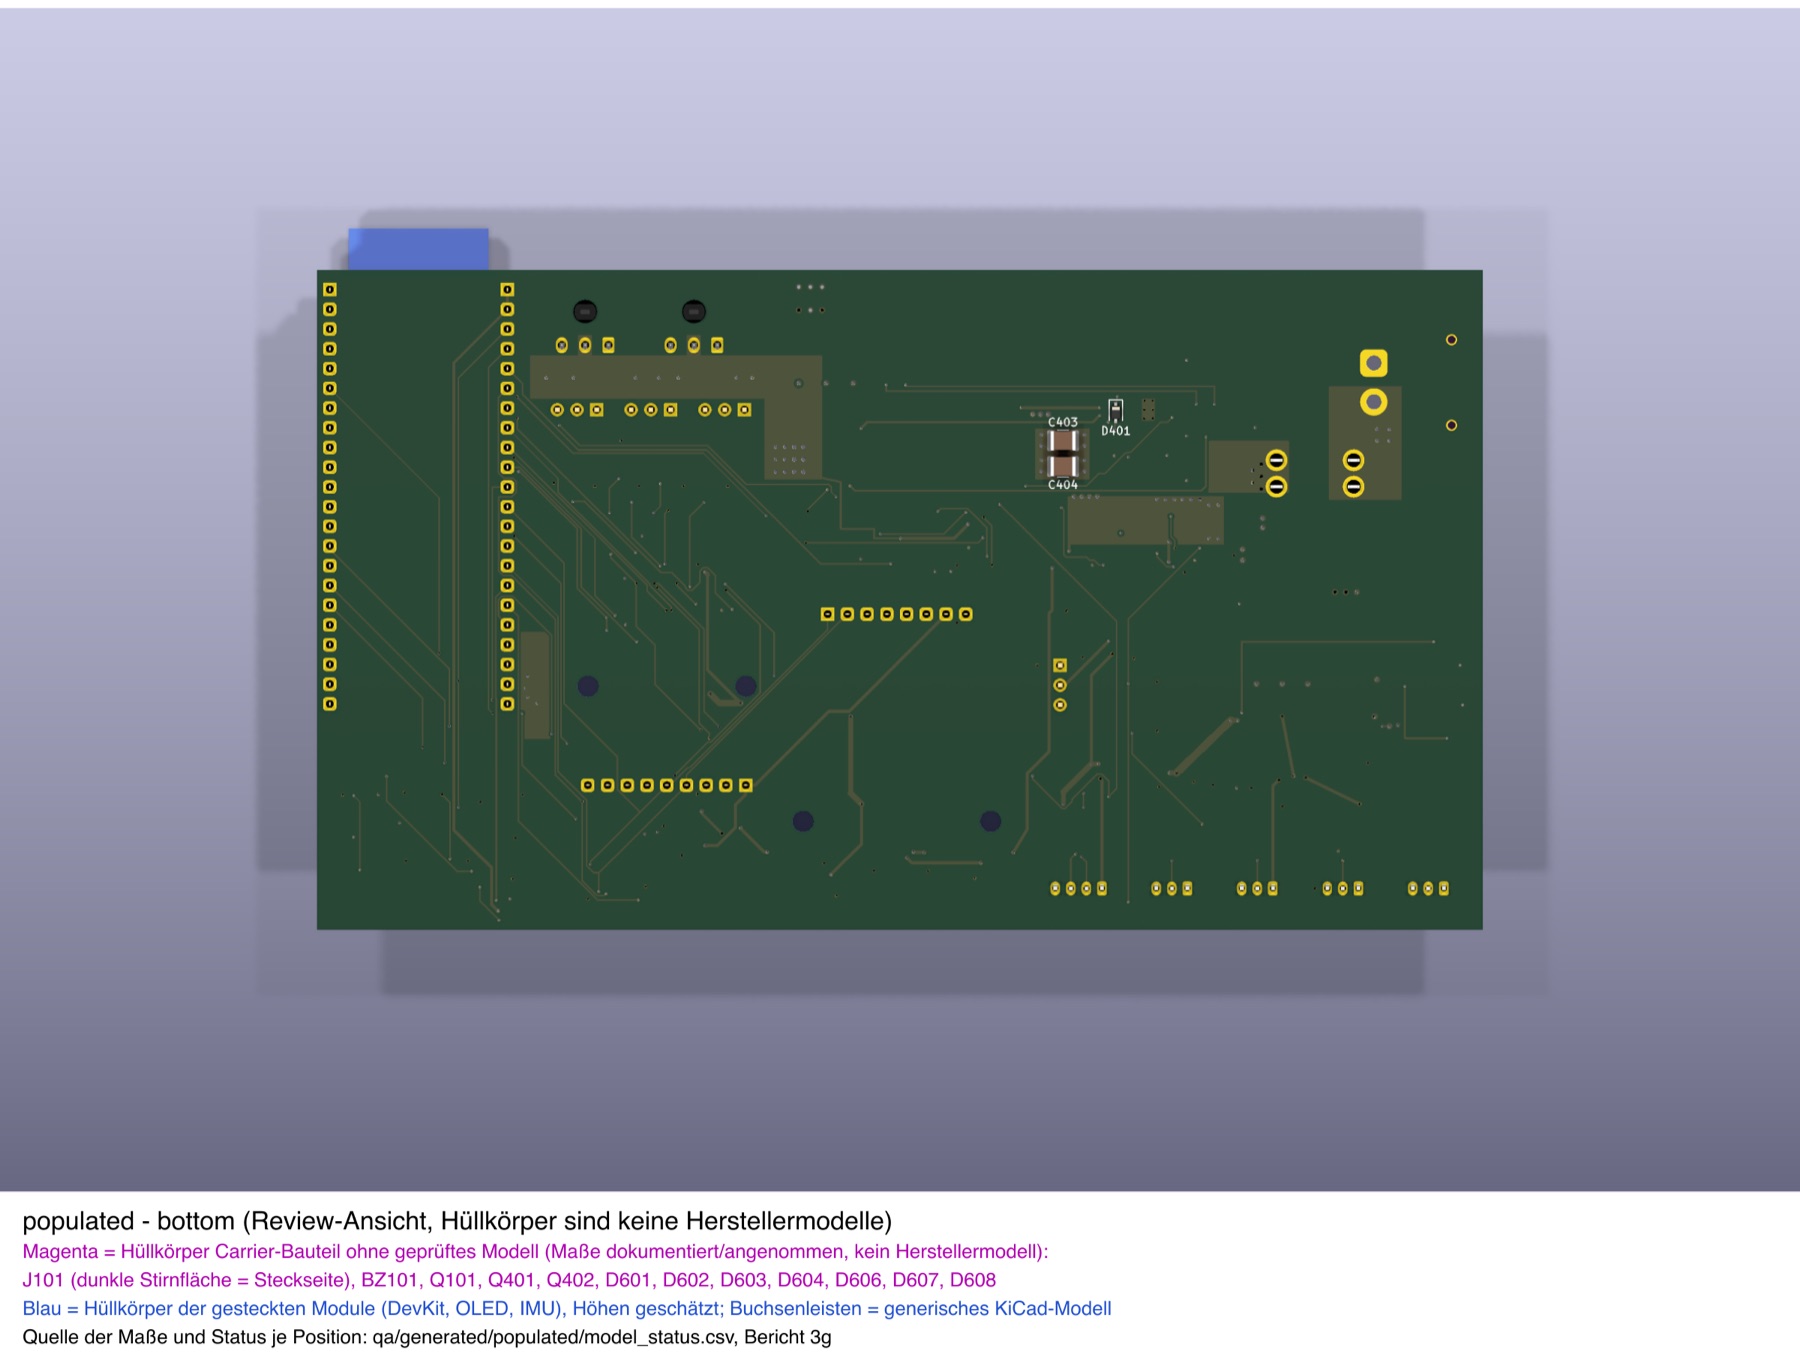 C403
D401
C404
populated - bottom (Review-Ansicht, Hüllkörper sind keine Herstellermodelle)
Magenta = Hüllkörper Carrier-Bauteil ohne geprüftes Modell (Maße dokumentiert/angenommen, kein Herstellermodell):
J101 (dunkle Stirnfläche = Steckseite), BZ101, Q101, Q401, Q402, D601, D602, D603, D604, D606, D607, D608
Blau = Hüllkörper der gesteckten Module (DevKit, OLED, IMU), Höhen geschätzt; Buchsenleisten = generisches KiCad-Modell
Quelle der Maße und Status je Position: qa/generated/populated/model_status.csv, Bericht 3g